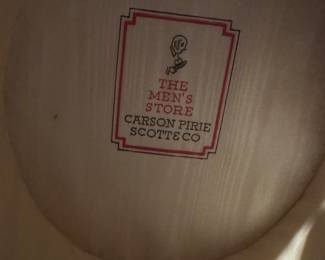 THE
MEN'S
STORE
CARSON PIRIE
SCOTT & CO